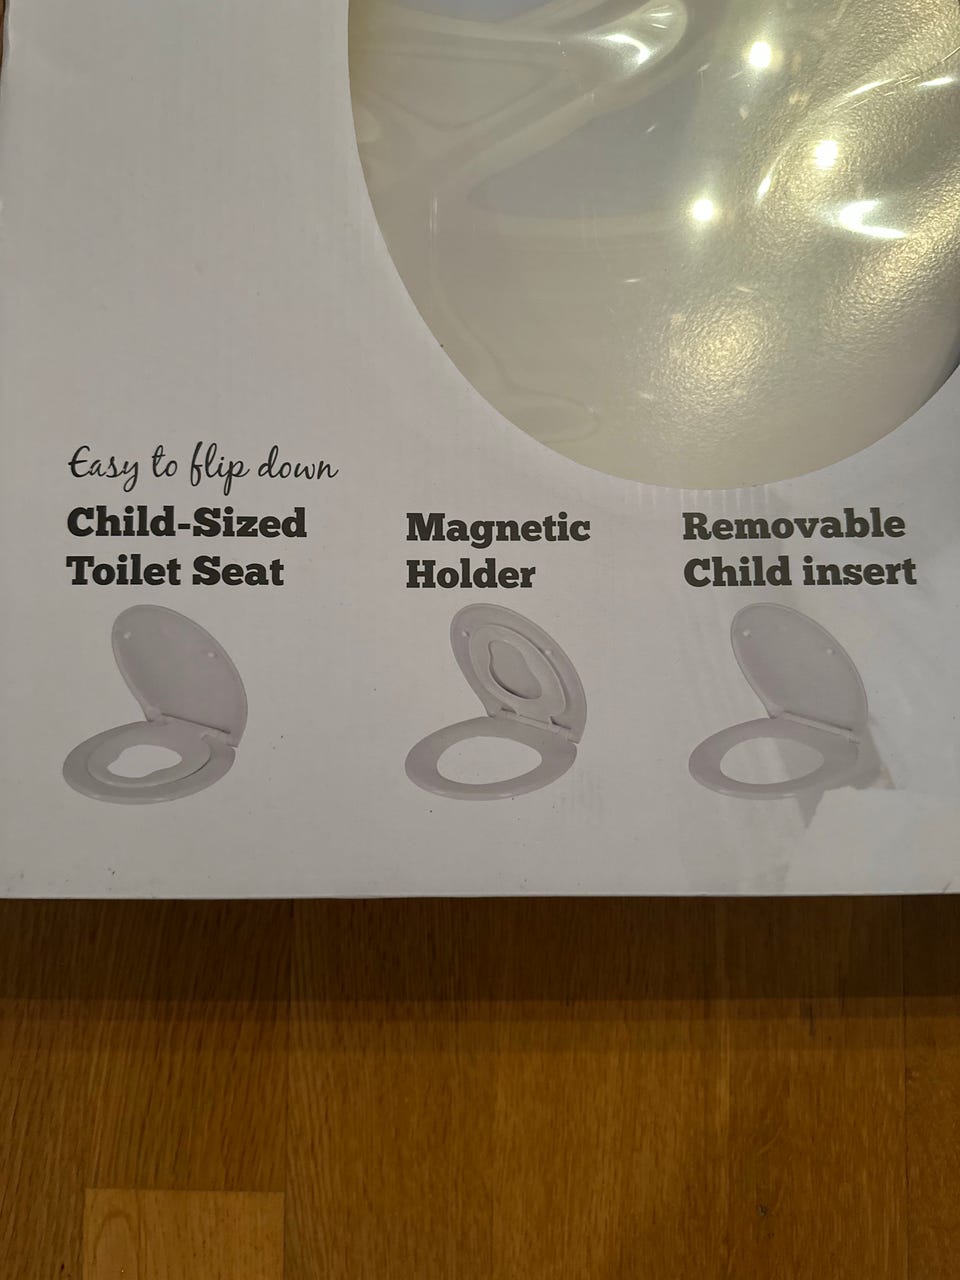 Easy to flip down
Child-Sized
Toilet Seat
Magnetic
Holder
Removable
Child insert